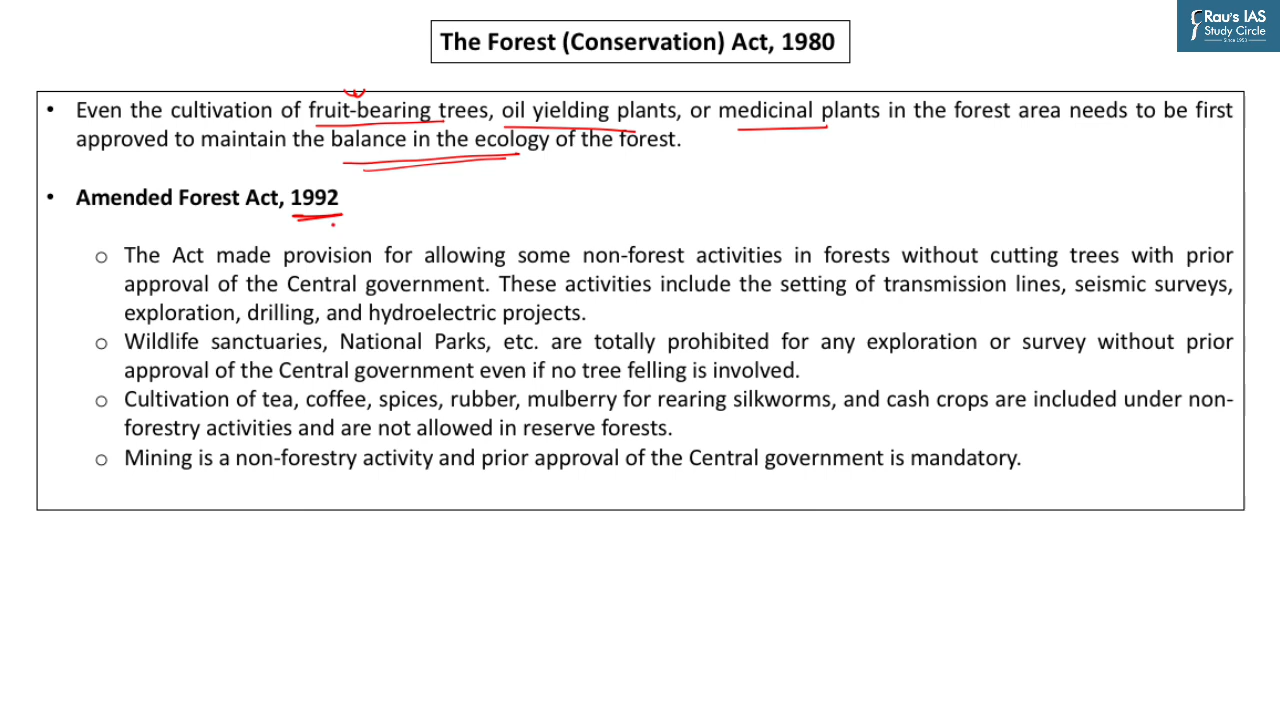 Rau's IAS
Study Circle
Since 1953
The Forest (Conservation) Act, 1980
• Even the cultivation of fruit-bearing trees, oil yielding plants, or medicinal plants in the forest area needs to be first
approved to maintain the balance in the ecology of the forest.
• Amended Forest Act, 1992
o The Act made provision for allowing some non-forest activities in forests without cutting trees with prior
approval of the Central government. These activities include the setting of transmission lines, seismic surveys,
exploration, drilling, and hydroelectric projects.
o Wildlife sanctuaries, National Parks, etc. are totally prohibited for any exploration or survey without prior
approval of the Central government even if no tree felling is involved.
o Cultivation of tea, coffee, spices, rubber, mulberry for rearing silkworms, and cash crops are included under non-
forestry activities and are not allowed in reserve forests.
o Mining is a non-forestry activity and prior approval of the Central government is mandatory.